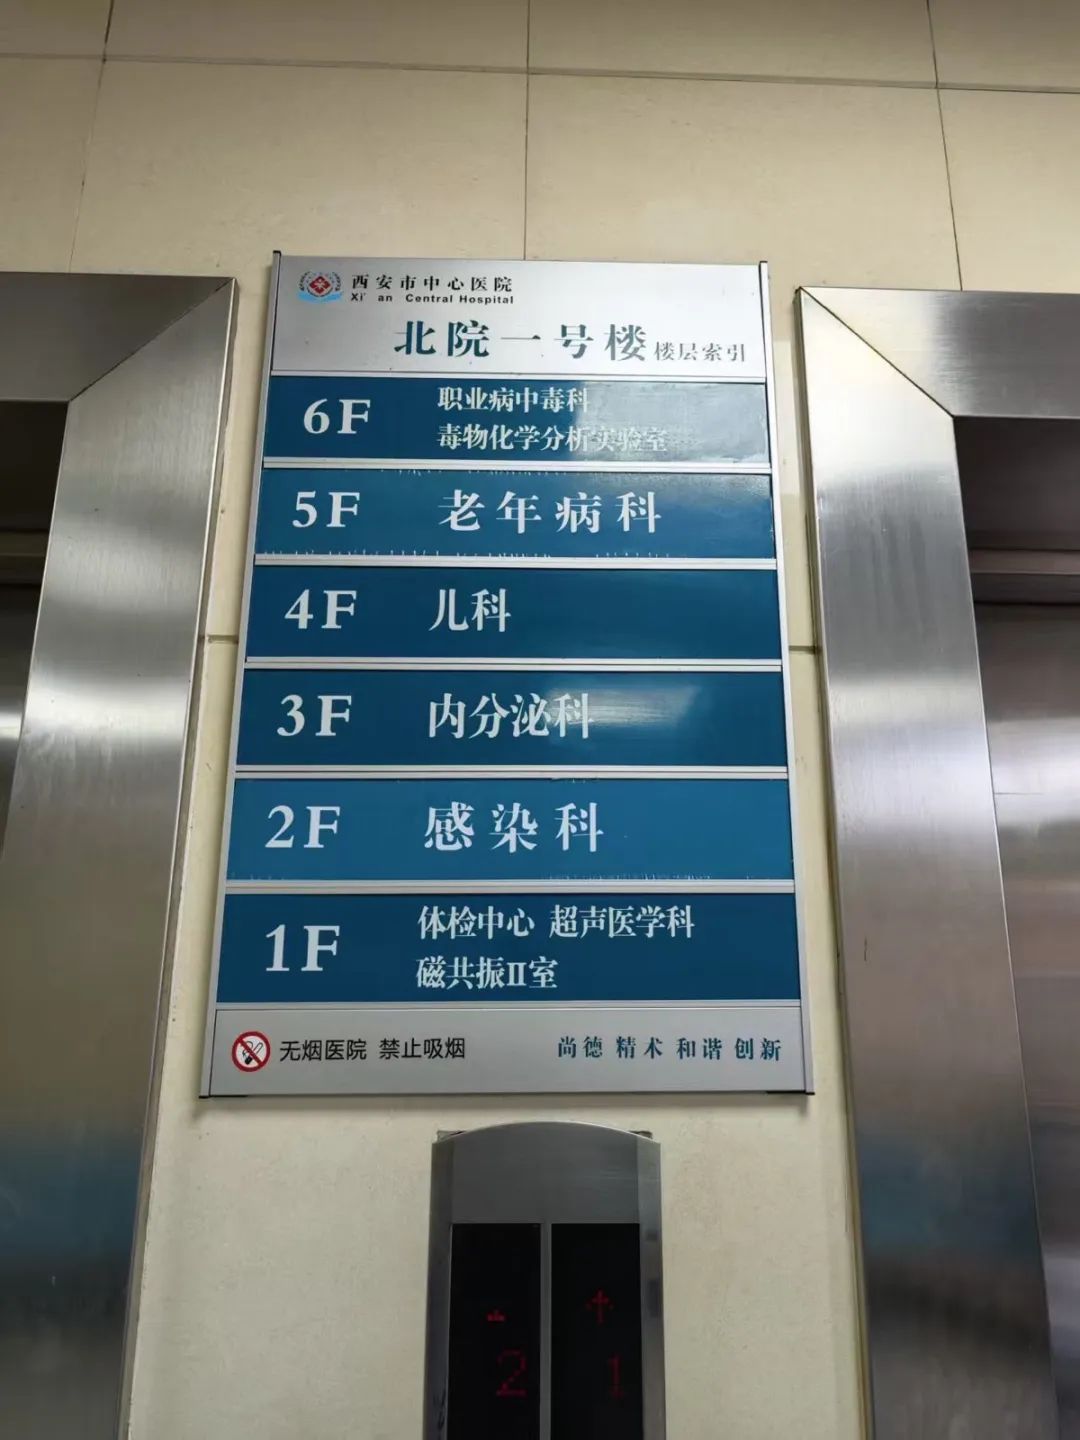 西安市中心医院
Xi' an Central Hospital
北院一号楼 楼层索引
6F 职业病中毒科
毒物化学分析实验室
5F 老年病科
4F 儿科
3F 内分泌科
2F 感染科
1F 体检中心 超声医学科
磁共振II室
无烟医院 禁止吸烟 尚德 精术 和谐 创新
2 ↑ 1